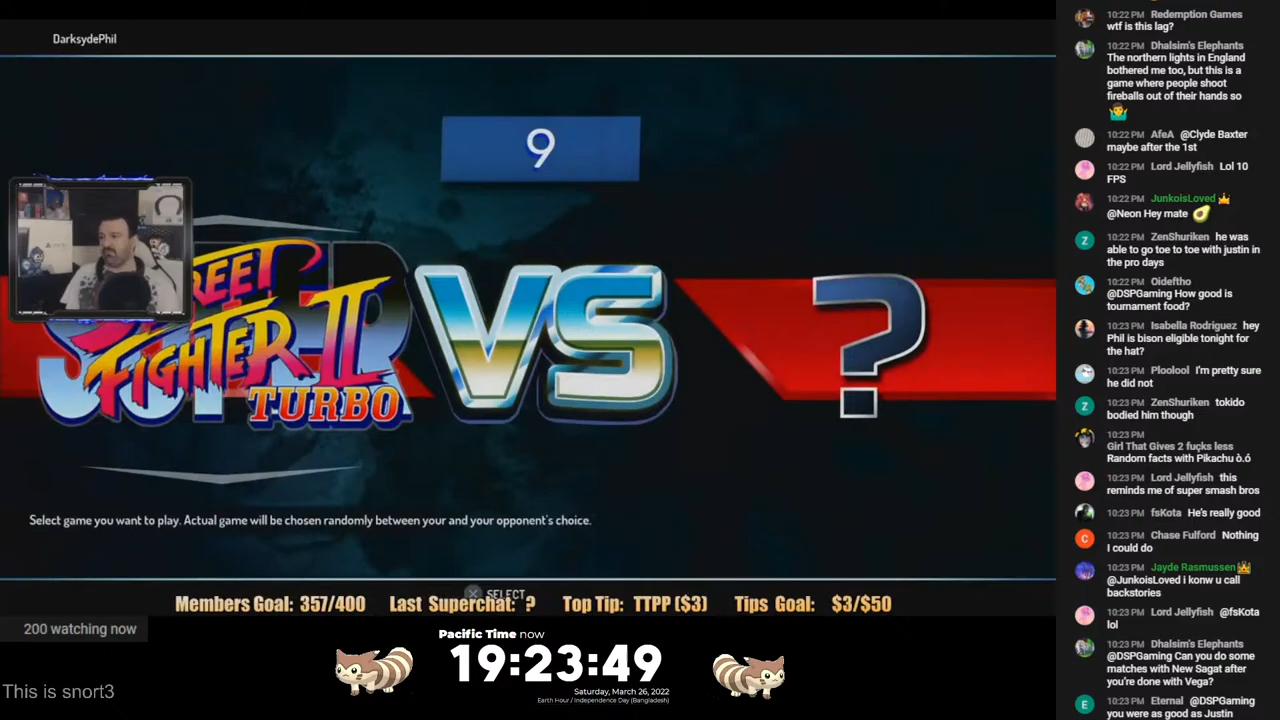 DarksydePhil
9
STREET
FIGHTER II
TURBO
VS
?
Select game you want to play. Actual game will be chosen randomly between your and your opponent's choice.
SELECT
Members Goal: 357/400 Last Superchat: ? Top Tip: TTPP ($3) Tips Goal: $3/$50
200 watching now
This is snort3
Pacific Time now
19:23:49
Saturday, March 26, 2022
Earth Hour / Independence Day (Bangladesh)
10:22 PM Redemption Games
wtf is this lag?
10:22 PM Dhalsim's Elephants
The northern lights in England
bothered me too, but this is a
game where people shoot
fireballs out of their hands so
🤷‍♂️
10:22 PM AfeA @Clyde Baxter
maybe after the 1st
10:22 PM Lord Jellyfish Lol 10
FPS
10:22 PM JunkoisLoved 👑
@Neon Hey mate 🥑
Z
10:22 PM ZenShuriken he was
able to go toe to toe with justin in
the pro days
10:22 PM Oideftho
@DSPGaming How good is
tournament food?
10:23 PM Isabella Rodriguez hey
Phil is bison eligible tonight for
the hat?
10:23 PM Ploolool I'm pretty sure
he did not
Z
10:23 PM ZenShuriken tokido
bodied him though
10:23 PM
Girl That Gives 2 fuçks less
Random facts with Pikachu ò.ó
10:23 PM Lord Jellyfish this
reminds me of super smash bros
10:23 PM fsKota He's really good
C
10:23 PM Chase Fulford Nothing
I could do
10:23 PM Jayde Rasmussen 👑
@JunkoisLoved i konw u call
backstories
10:23 PM Lord Jellyfish @fsKota
lol
10:23 PM Dhalsim's Elephants
@DSPGaming Can you do some
matches with New Sagat after
you're done with Vega?
E
10:23 PM Eternal @DSPGaming
you were as good as Justin